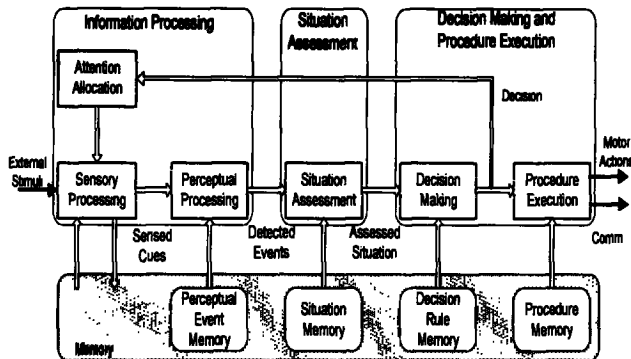 Information Processing
Situation
Assessment
Decision Making and
Procedure Execution
Attention
Allocation
Decision
External
Stimuli
Motor
Actions
Sensory
Processing
Perceptual
Processing
Situation
Assessment
Decision
Making
Procedure
Execution
Sensed
Cues
Detected
Events
Assessed
Situation
Comm
Memory
Perceptual
Event
Memory
Situation
Memory
Decision
Rule
Memory
Procedure
Memory